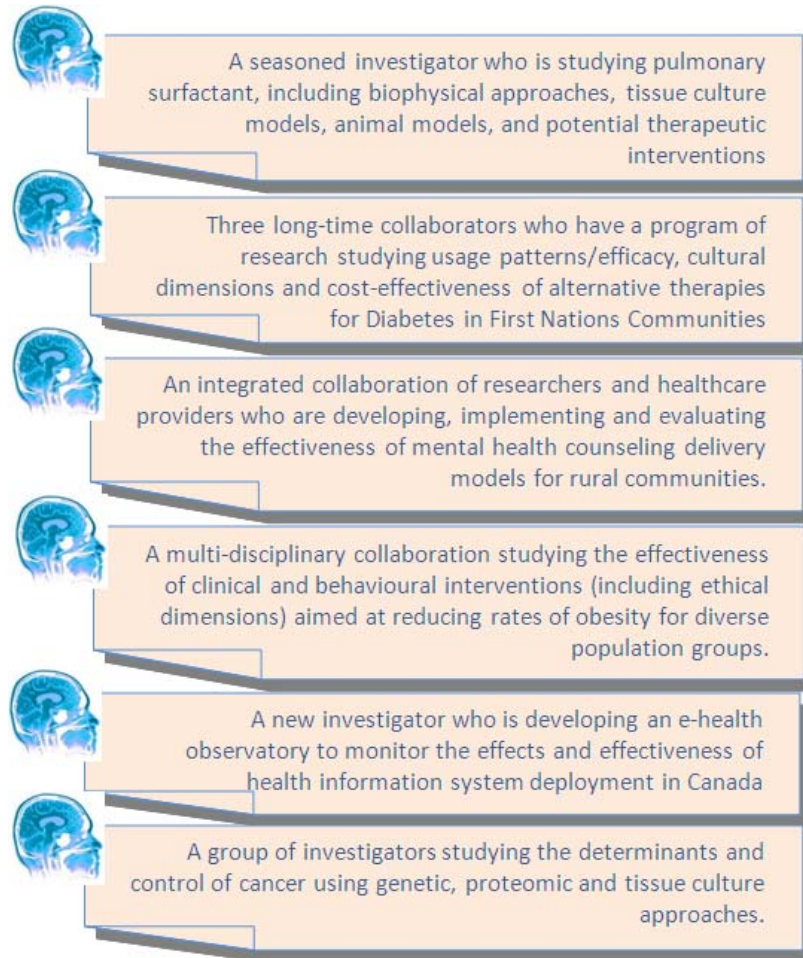 A seasoned investigator who is studying pulmonary
surfactant, including biophysical approaches, tissue culture
models, animal models, and potential therapeutic
interventions
Three long-time collaborators who have a program of
research studying usage patterns/efficacy, cultural
dimensions and cost-effectiveness of alternative therapies
for Diabetes in First Nations Communities
An integrated collaboration of researchers and healthcare
providers who are developing, implementing and evaluating
the effectiveness of mental health counseling delivery
models for rural communities.
A multi-disciplinary collaboration studying the effectiveness
of clinical and behavioural interventions (including ethical
dimensions) aimed at reducing rates of obesity for diverse
population groups.
A new investigator who is developing an e-health
observatory to monitor the effects and effectiveness of
health information system deployment in Canada
A group of investigators studying the determinants and
control of cancer using genetic, proteomic and tissue culture
approaches.